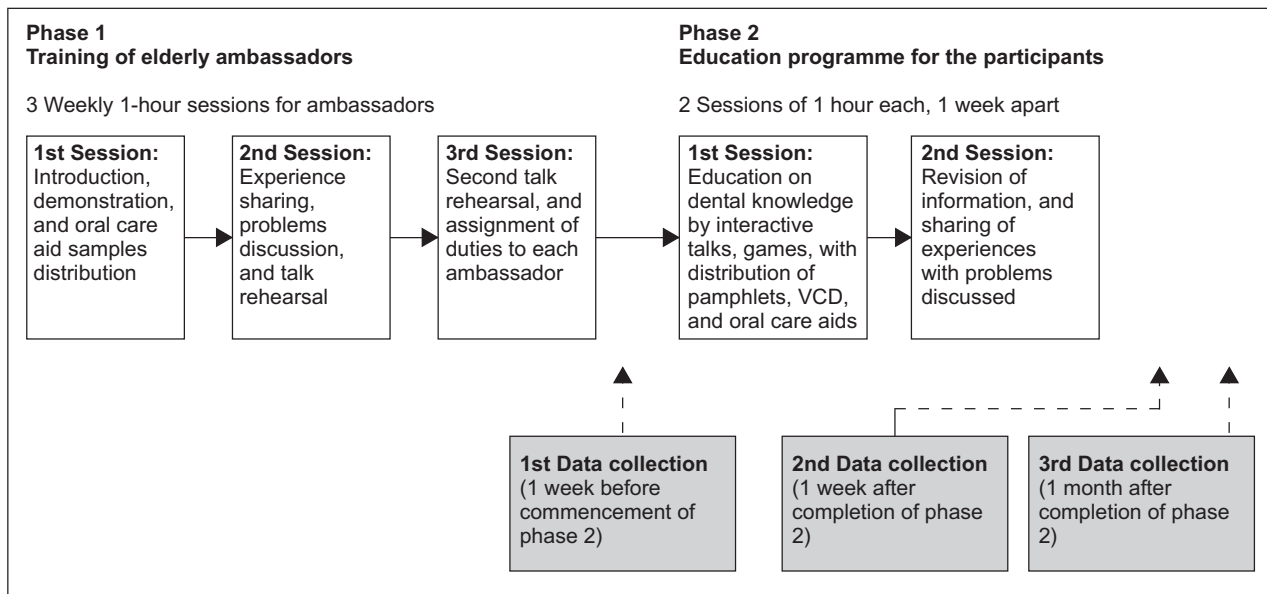 Phase 1
Training of elderly ambassadors
3 Weekly 1-hour sessions for ambassadors
1st Session:
Introduction,
demonstration,
and oral care
aid samples
distribution
2nd Session:
Experience
sharing,
problems
discussion,
and talk
rehearsal
3rd Session:
Second talk
rehearsal, and
assignment of
duties to each
ambassador
Phase 2
Education programme for the participants
2 Sessions of 1 hour each, 1 week apart
1st Session:
Education on
dental knowledge
by interactive
talks, games, with
distribution of
pamphlets, VCD,
and oral care aids
2nd Session:
Revision of
information, and
sharing of
experiences
with problems
discussed
1st Data collection
(1 week before
commencement of
phase 2)
2nd Data collection
(1 week after
completion of phase
2)
3rd Data collection
(1 month after
completion of phase
2)